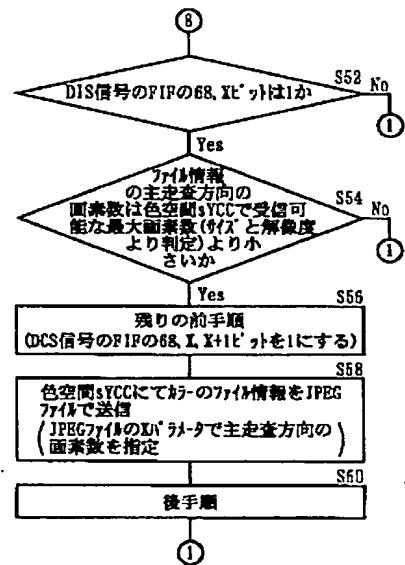 8
S52
DIS信号のFIFの68, Xビットは1か
No
1
Yes
S54
ファイル情報
の主走査方向の
画素数は色空間sYCCで受信可
能な最大画素数(サイズと解像度
より判定)より小
さいか
No
1
Yes
S56
残りの前手順
(DCS信号のFIFの68, X, X+1ビットを1にする)
S58
色空間sYCCにてカラーのファイル情報をJPEG
ファイルで送信
(JPEGファイルのXパラメータで主走査方向の
画素数を指定)
S60
後手順
1